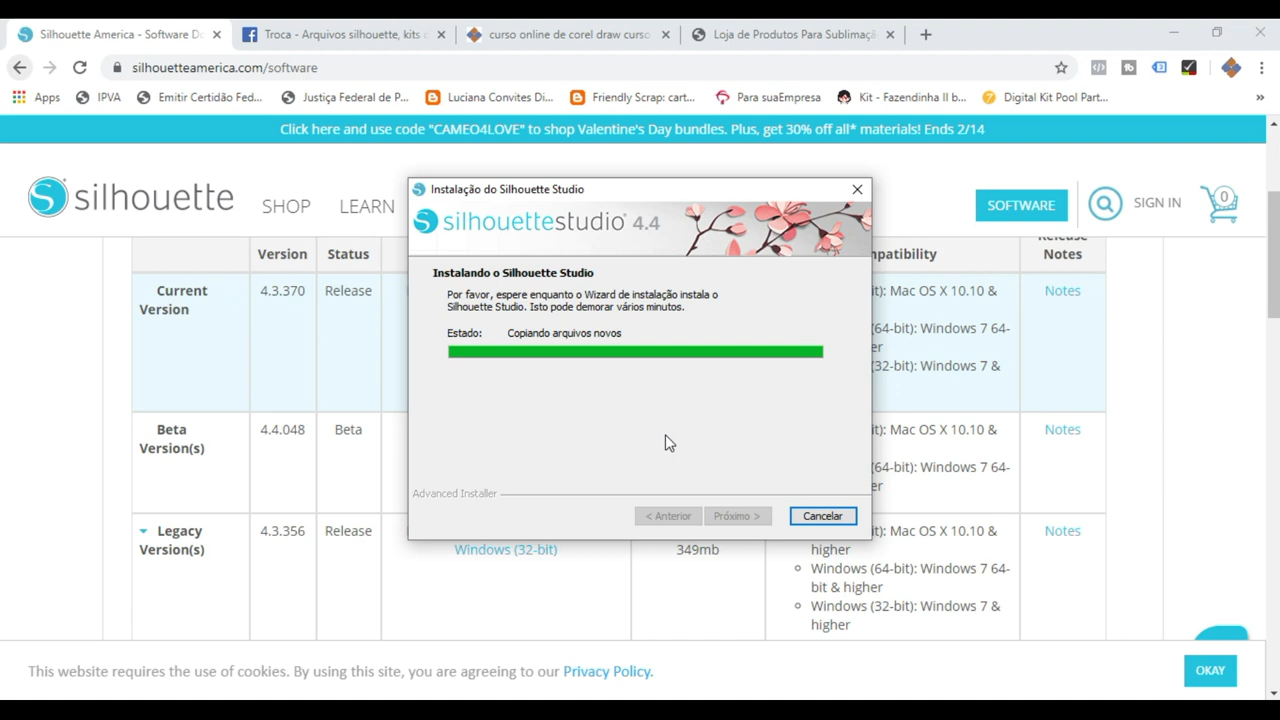 Silhouette America - Software Do
Troca - Arquivos silhouette, kits d
curso online de corel draw curso
Loja de Produtos Para Sublimaçã
silhouetteamerica.com/software
Apps
IPVA
Emitir Certidão Fed...
Justiça Federal de P...
Luciana Convites Di...
Friendly Scrap: cart...
Para suaEmpresa
Kit - Fazendinha II b...
Digital Kit Pool Part...
»
Click here and use code "CAMEO4LOVE" to shop Valentine's Day bundles. Plus, get 30% off all* materials! Ends 2/14
silhouette
SHOP
LEARN
SOFTWARE
SIGN IN
0
Instalação do Silhouette Studio
silhouettestudio® 4.4
Instalando o Silhouette Studio
Por favor, espere enquanto o Wizard de instalação instala o
Silhouette Studio. Isto pode demorar vários minutos.
Estado: Copiando arquivos novos
Advanced Installer
< Anterior
Próximo >
Cancelar
Version
Status
mpatibility
Release
Notes
Current
Version
4.3.370
Release
it): Mac OS X 10.10 &
(64-bit): Windows 7 64-
er
(32-bit): Windows 7 &
Notes
Beta
Version(s)
4.4.048
Beta
it): Mac OS X 10.10 &
(64-bit): Windows 7 64-
er
Notes
Legacy
Version(s)
4.3.356
Release
Windows (32-bit)
349mb
it): Mac OS X 10.10 &
higher
Windows (64-bit): Windows 7 64-
bit & higher
Windows (32-bit): Windows 7 &
higher
Notes
This website requires the use of cookies. By using this site, you are agreeing to our Privacy Policy.
OKAY